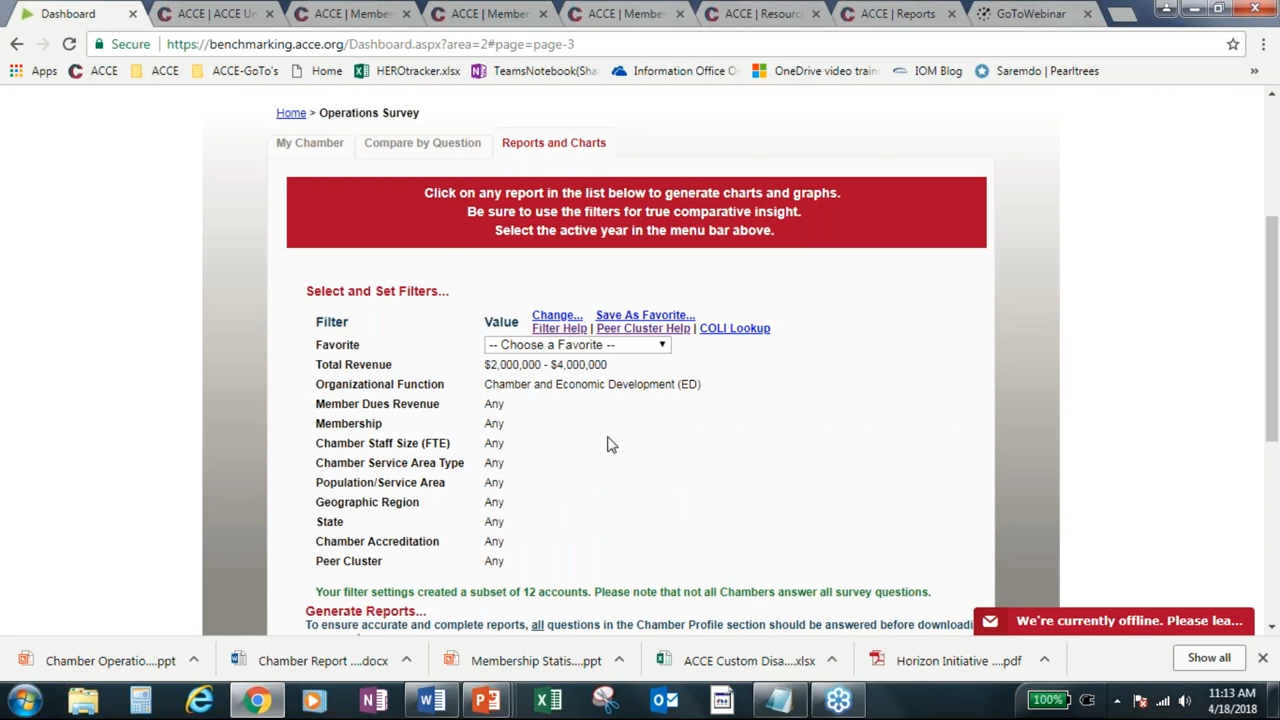 Dashboard
ACCE | ACCE Un
ACCE | Membe
ACCE | Member
ACCE | Member
ACCE | Resourc
ACCE | Reports
GoToWebinar
Secure https://benchmarking.acce.org/Dashboard.aspx?area=2#page=page-3
Apps ACCE ACCE ACCE-GoTo's Home HEROtracker.xlsx TeamsNotebook(Sha Information Office O OneDrive video train IOM Blog Saremdo | Pearltrees »
Home > Operations Survey
My Chamber Compare by Question Reports and Charts
Click on any report in the list below to generate charts and graphs.
Be sure to use the filters for true comparative insight.
Select the active year in the menu bar above.
Select and Set Filters...
Filter Value Change... Save As Favorite...
Filter Help | Peer Cluster Help | COLI Lookup
Favorite -- Choose a Favorite --
Total Revenue $2,000,000 - $4,000,000
Organizational Function Chamber and Economic Development (ED)
Member Dues Revenue Any
Membership Any
Chamber Staff Size (FTE) Any
Chamber Service Area Type Any
Population/Service Area Any
Geographic Region Any
State Any
Chamber Accreditation Any
Peer Cluster Any
Your filter settings created a subset of 12 accounts. Please note that not all Chambers answer all survey questions.
Generate Reports...
To ensure accurate and complete reports, all questions in the Chamber Profile section should be answered before downloadi
We're currently offline. Please lea...
Chamber Operatio....ppt Chamber Report ....docx Membership Statis....ppt ACCE Custom Disa....xlsx Horizon Initiative ....pdf Show all
100%
11:13 AM
4/18/2018